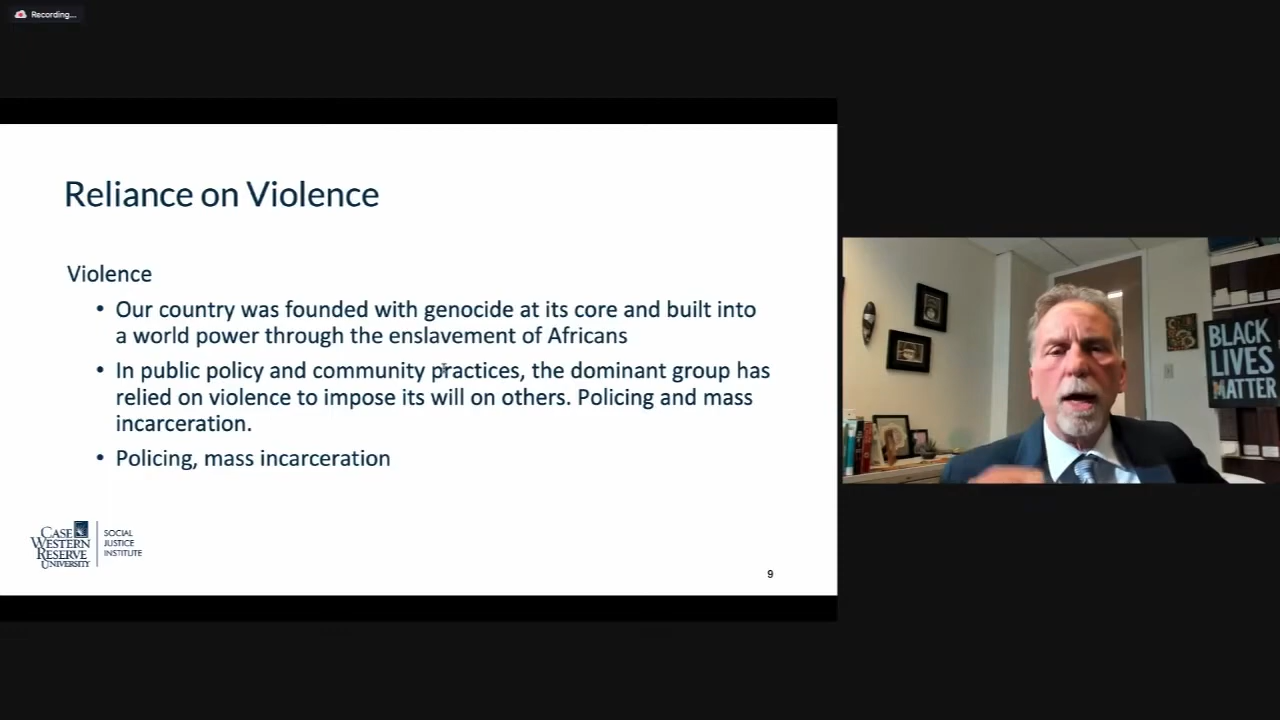 Recording...
Reliance on Violence
Violence
• Our country was founded with genocide at its core and built into
a world power through the enslavement of Africans
• In public policy and community practices, the dominant group has
relied on violence to impose its will on others. Policing and mass
incarceration.
• Policing, mass incarceration
CASE
WESTERN
RESERVE
UNIVERSITY
SOCIAL
JUSTICE
INSTITUTE
9
BLACK
LIVES
MATTER